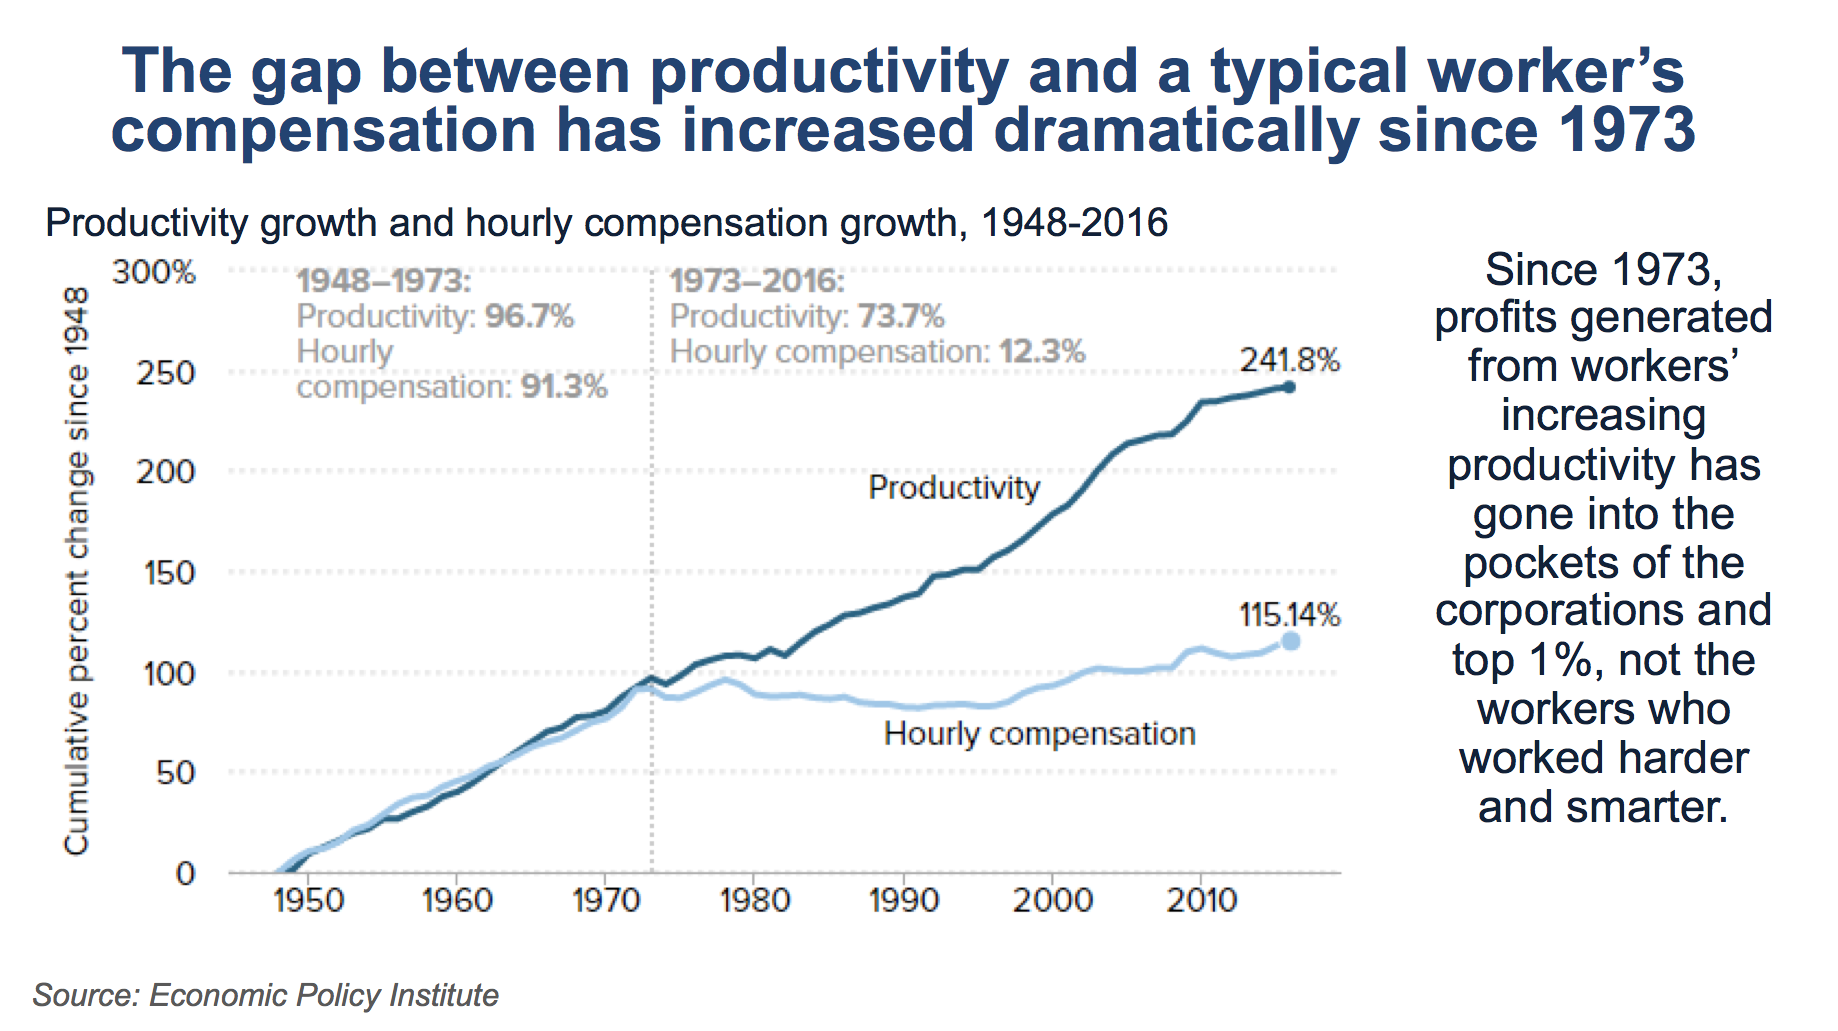 The gap between productivity and a typical worker’s
compensation has increased dramatically since 1973
Productivity growth and hourly compensation growth, 1948-2016
Cumulative percent change since 1948
300%
250
200
150
100
50
0
1948–1973:
Productivity: 96.7%
Hourly
compensation: 91.3%
1973–2016:
Productivity: 73.7%
Hourly compensation: 12.3%
241.8%
Productivity
115.14%
Hourly compensation
1950
1960
1970
1980
1990
2000
2010
Since 1973,
profits generated
from workers’
increasing
productivity has
gone into the
pockets of the
corporations and
top 1%, not the
workers who
worked harder
and smarter.
Source: Economic Policy Institute